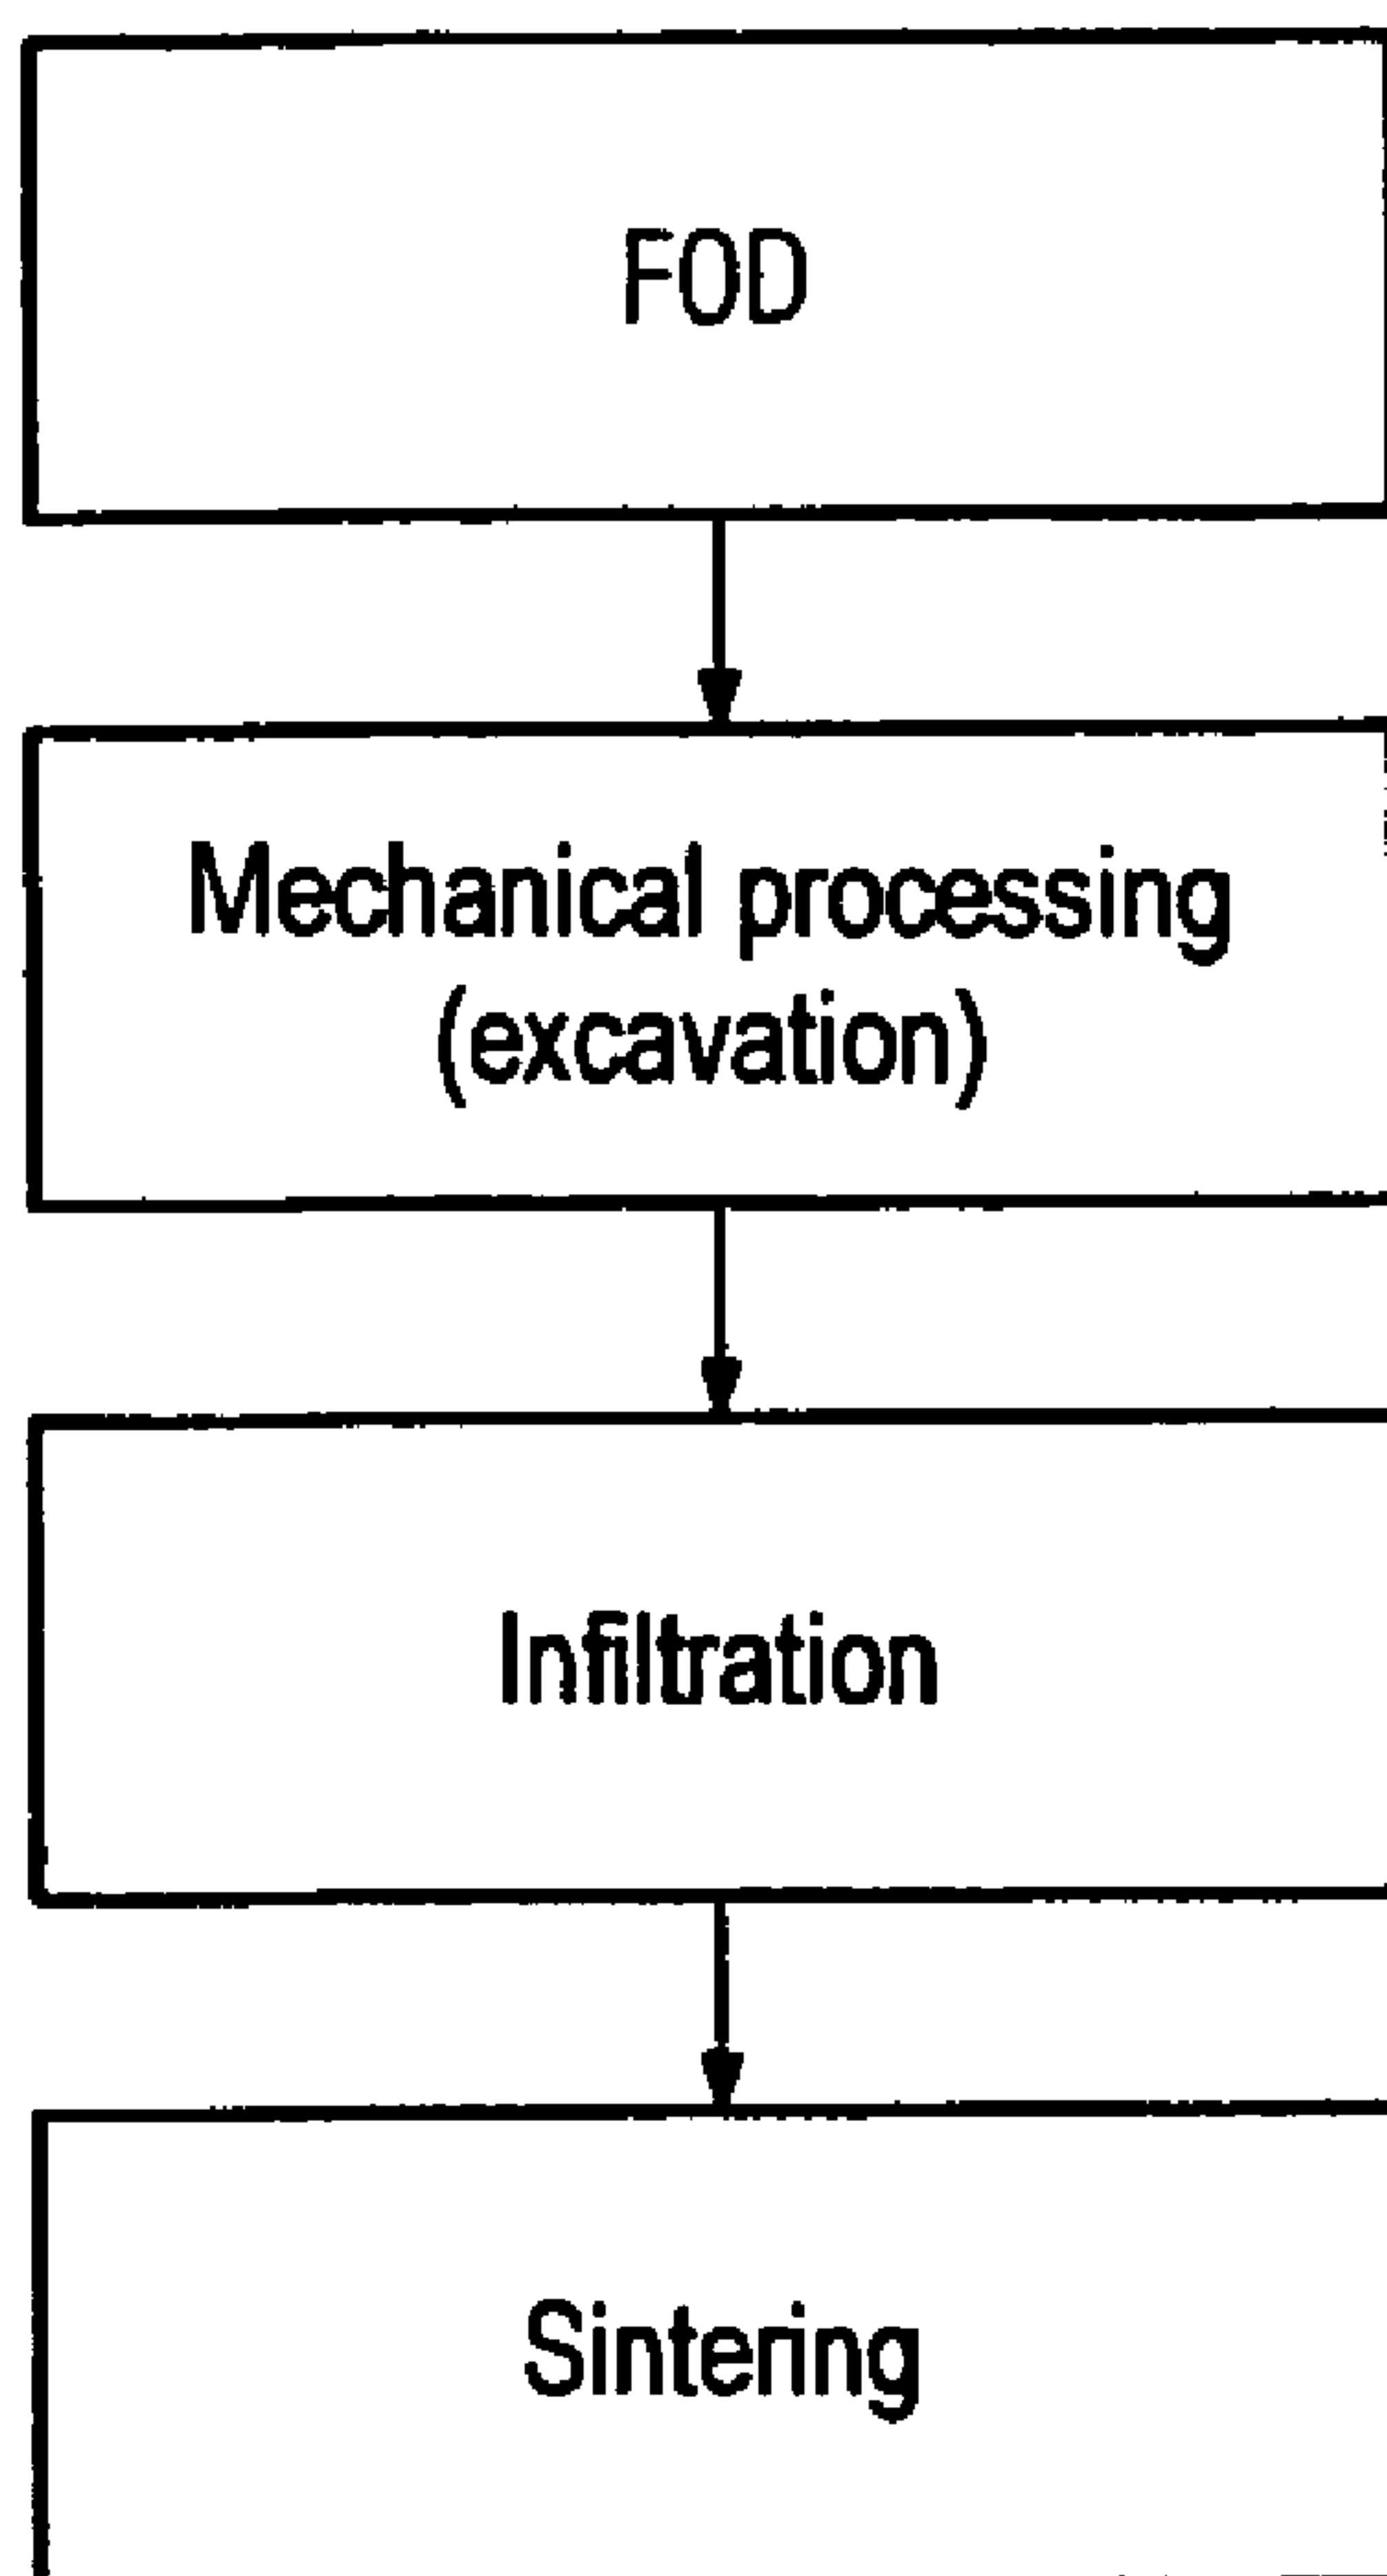 FOD
Mechanical processing
(excavation)
Infiltration
Sintering